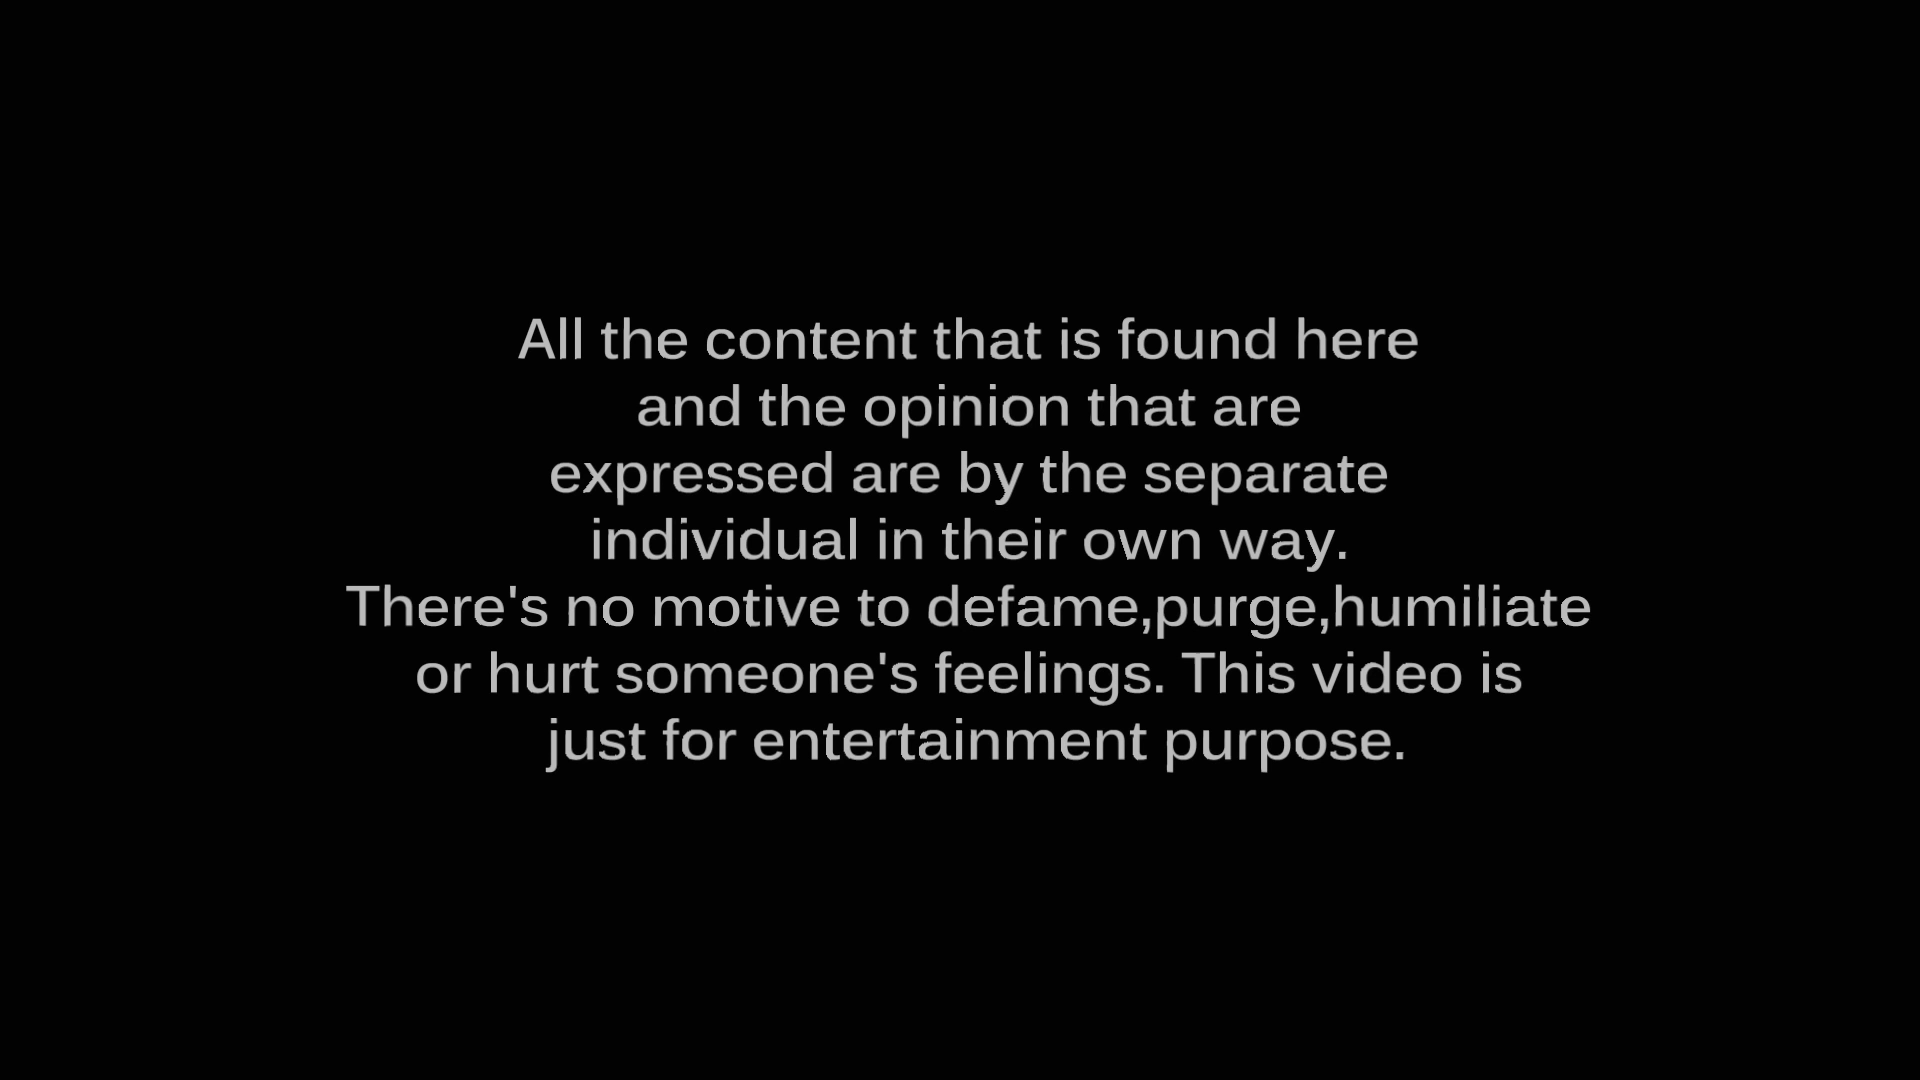 All the content that is found here
and the opinion that are
expressed are by the separate
individual in their own way.
There's no motive to defame,purge,humiliate
or hurt someone's feelings. This video is
just for entertainment purpose.